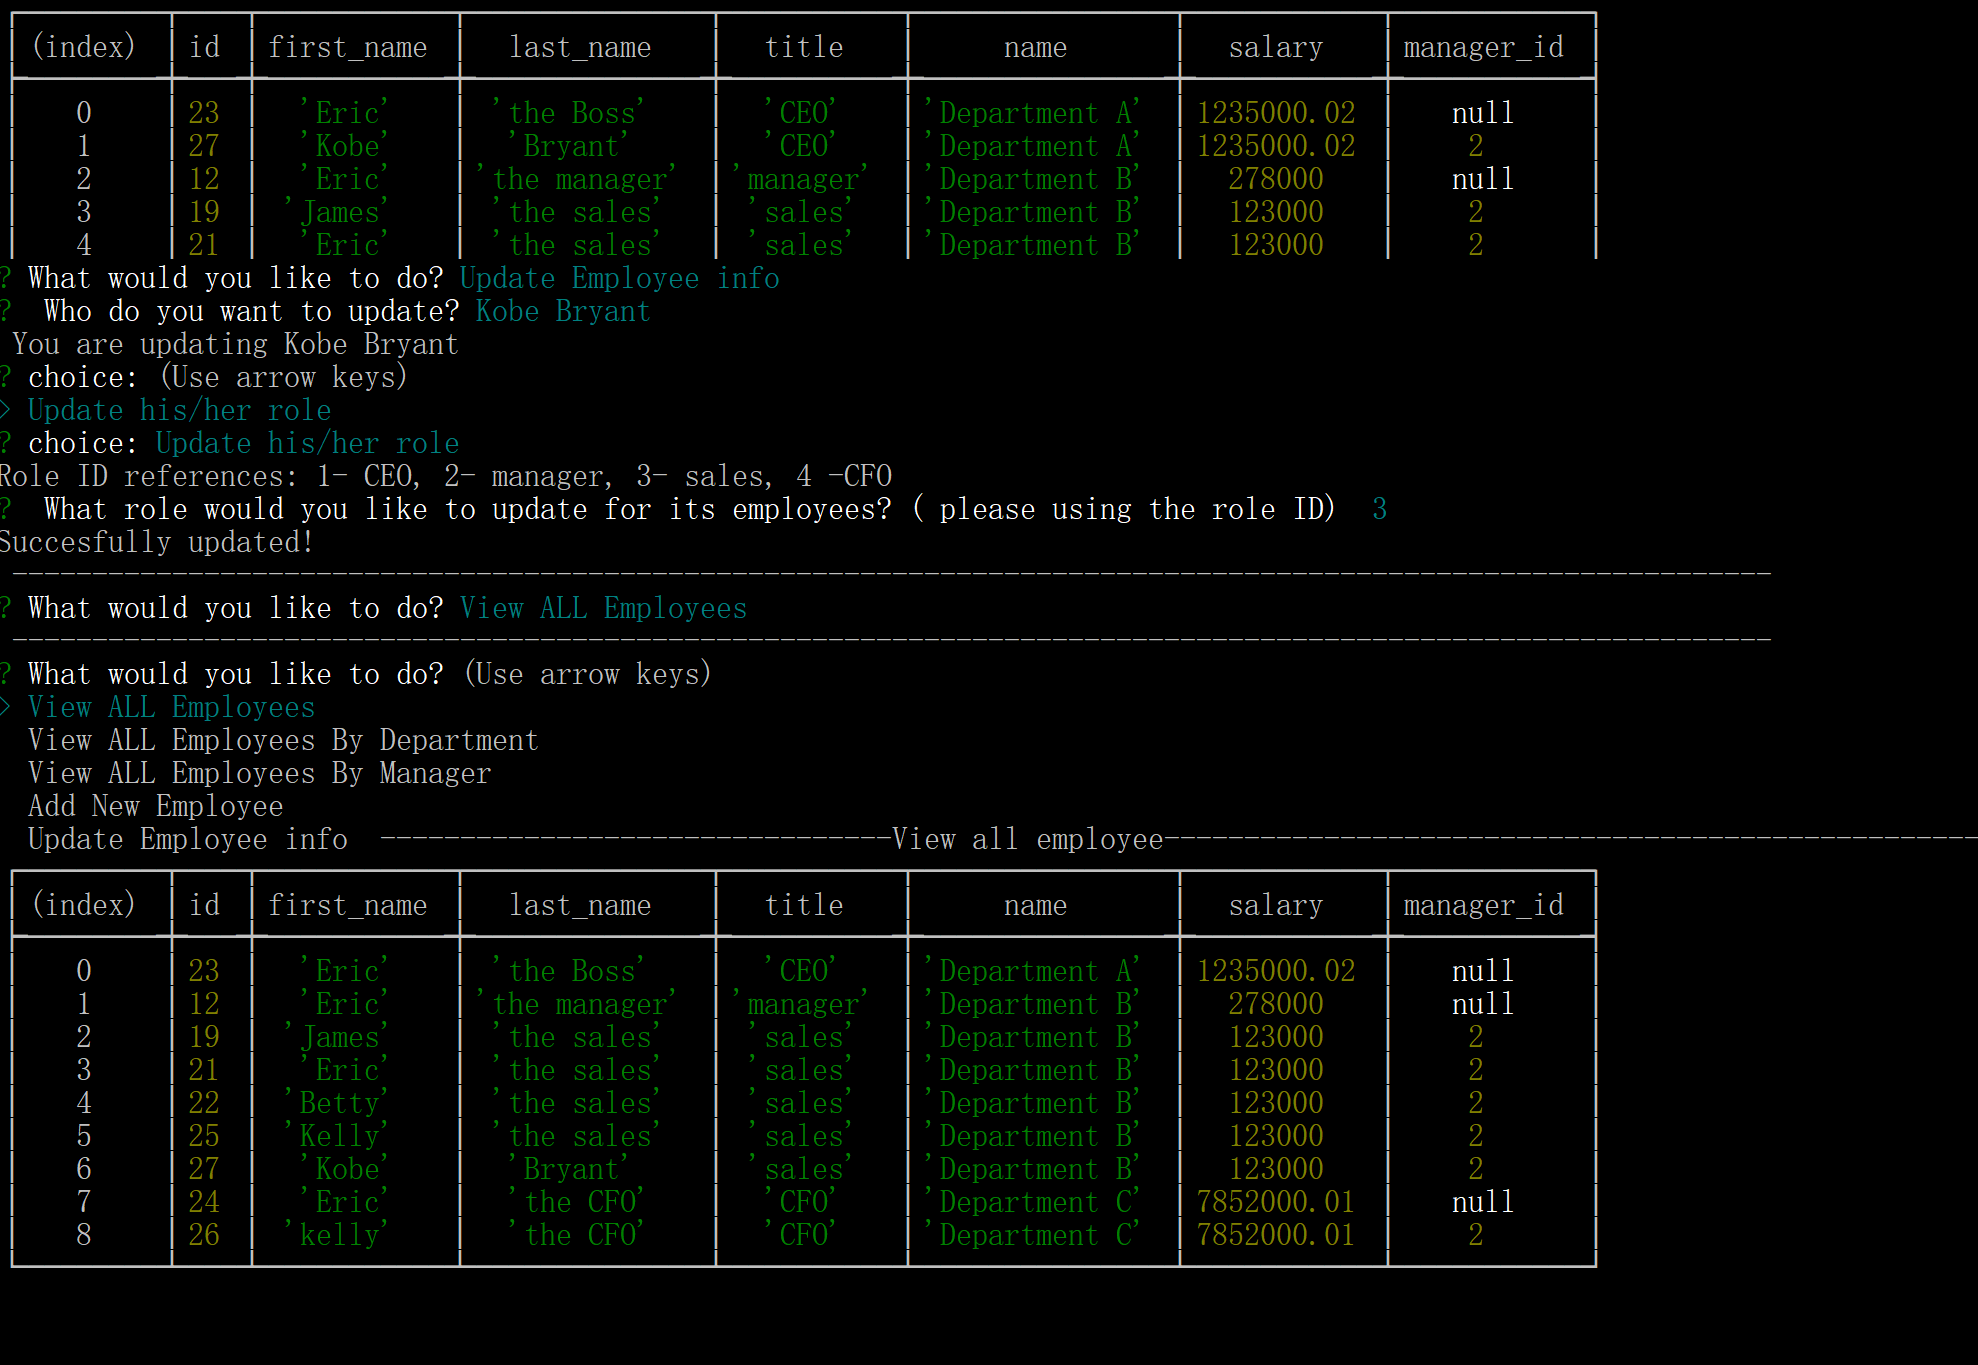 (index) id first_name last_name title name salary manager_id
0 23 'Eric' 'the Boss' 'CEO' 'Department A' 1235000.02 null
1 27 'Kobe' 'Bryant' 'CEO' 'Department A' 1235000.02 2
2 12 'Eric' 'the manager' 'manager' 'Department B' 278000 null
3 19 'James' 'the sales' 'sales' 'Department B' 123000 2
4 21 'Eric' 'the sales' 'sales' 'Department B' 123000 2
? What would you like to do? Update Employee info
? Who do you want to update? Kobe Bryant
You are updating Kobe Bryant
? choice: (Use arrow keys)
> Update his/her role
? choice: Update his/her role
Role ID references: 1- CEO, 2- manager, 3- sales, 4 -CFO
? What role would you like to update for its employees? ( please using the role ID) 3
Succesfully updated!
--------------------------------------------------------------------------------------------------------------
? What would you like to do? View ALL Employees
--------------------------------------------------------------------------------------------------------------
? What would you like to do? (Use arrow keys)
> View ALL Employees
View ALL Employees By Department
View ALL Employees By Manager
Add New Employee
Update Employee info --------------------------------View all employee---------------------------------------------------
(index) id first_name last_name title name salary manager_id
0 23 'Eric' 'the Boss' 'CEO' 'Department A' 1235000.02 null
1 12 'Eric' 'the manager' 'manager' 'Department B' 278000 null
2 19 'James' 'the sales' 'sales' 'Department B' 123000 2
3 21 'Eric' 'the sales' 'sales' 'Department B' 123000 2
4 22 'Betty' 'the sales' 'sales' 'Department B' 123000 2
5 25 'Kelly' 'the sales' 'sales' 'Department B' 123000 2
6 27 'Kobe' 'Bryant' 'sales' 'Department B' 123000 2
7 24 'Eric' 'the CFO' 'CFO' 'Department C' 7852000.01 null
8 26 'kelly' 'the CFO' 'CFO' 'Department C' 7852000.01 2